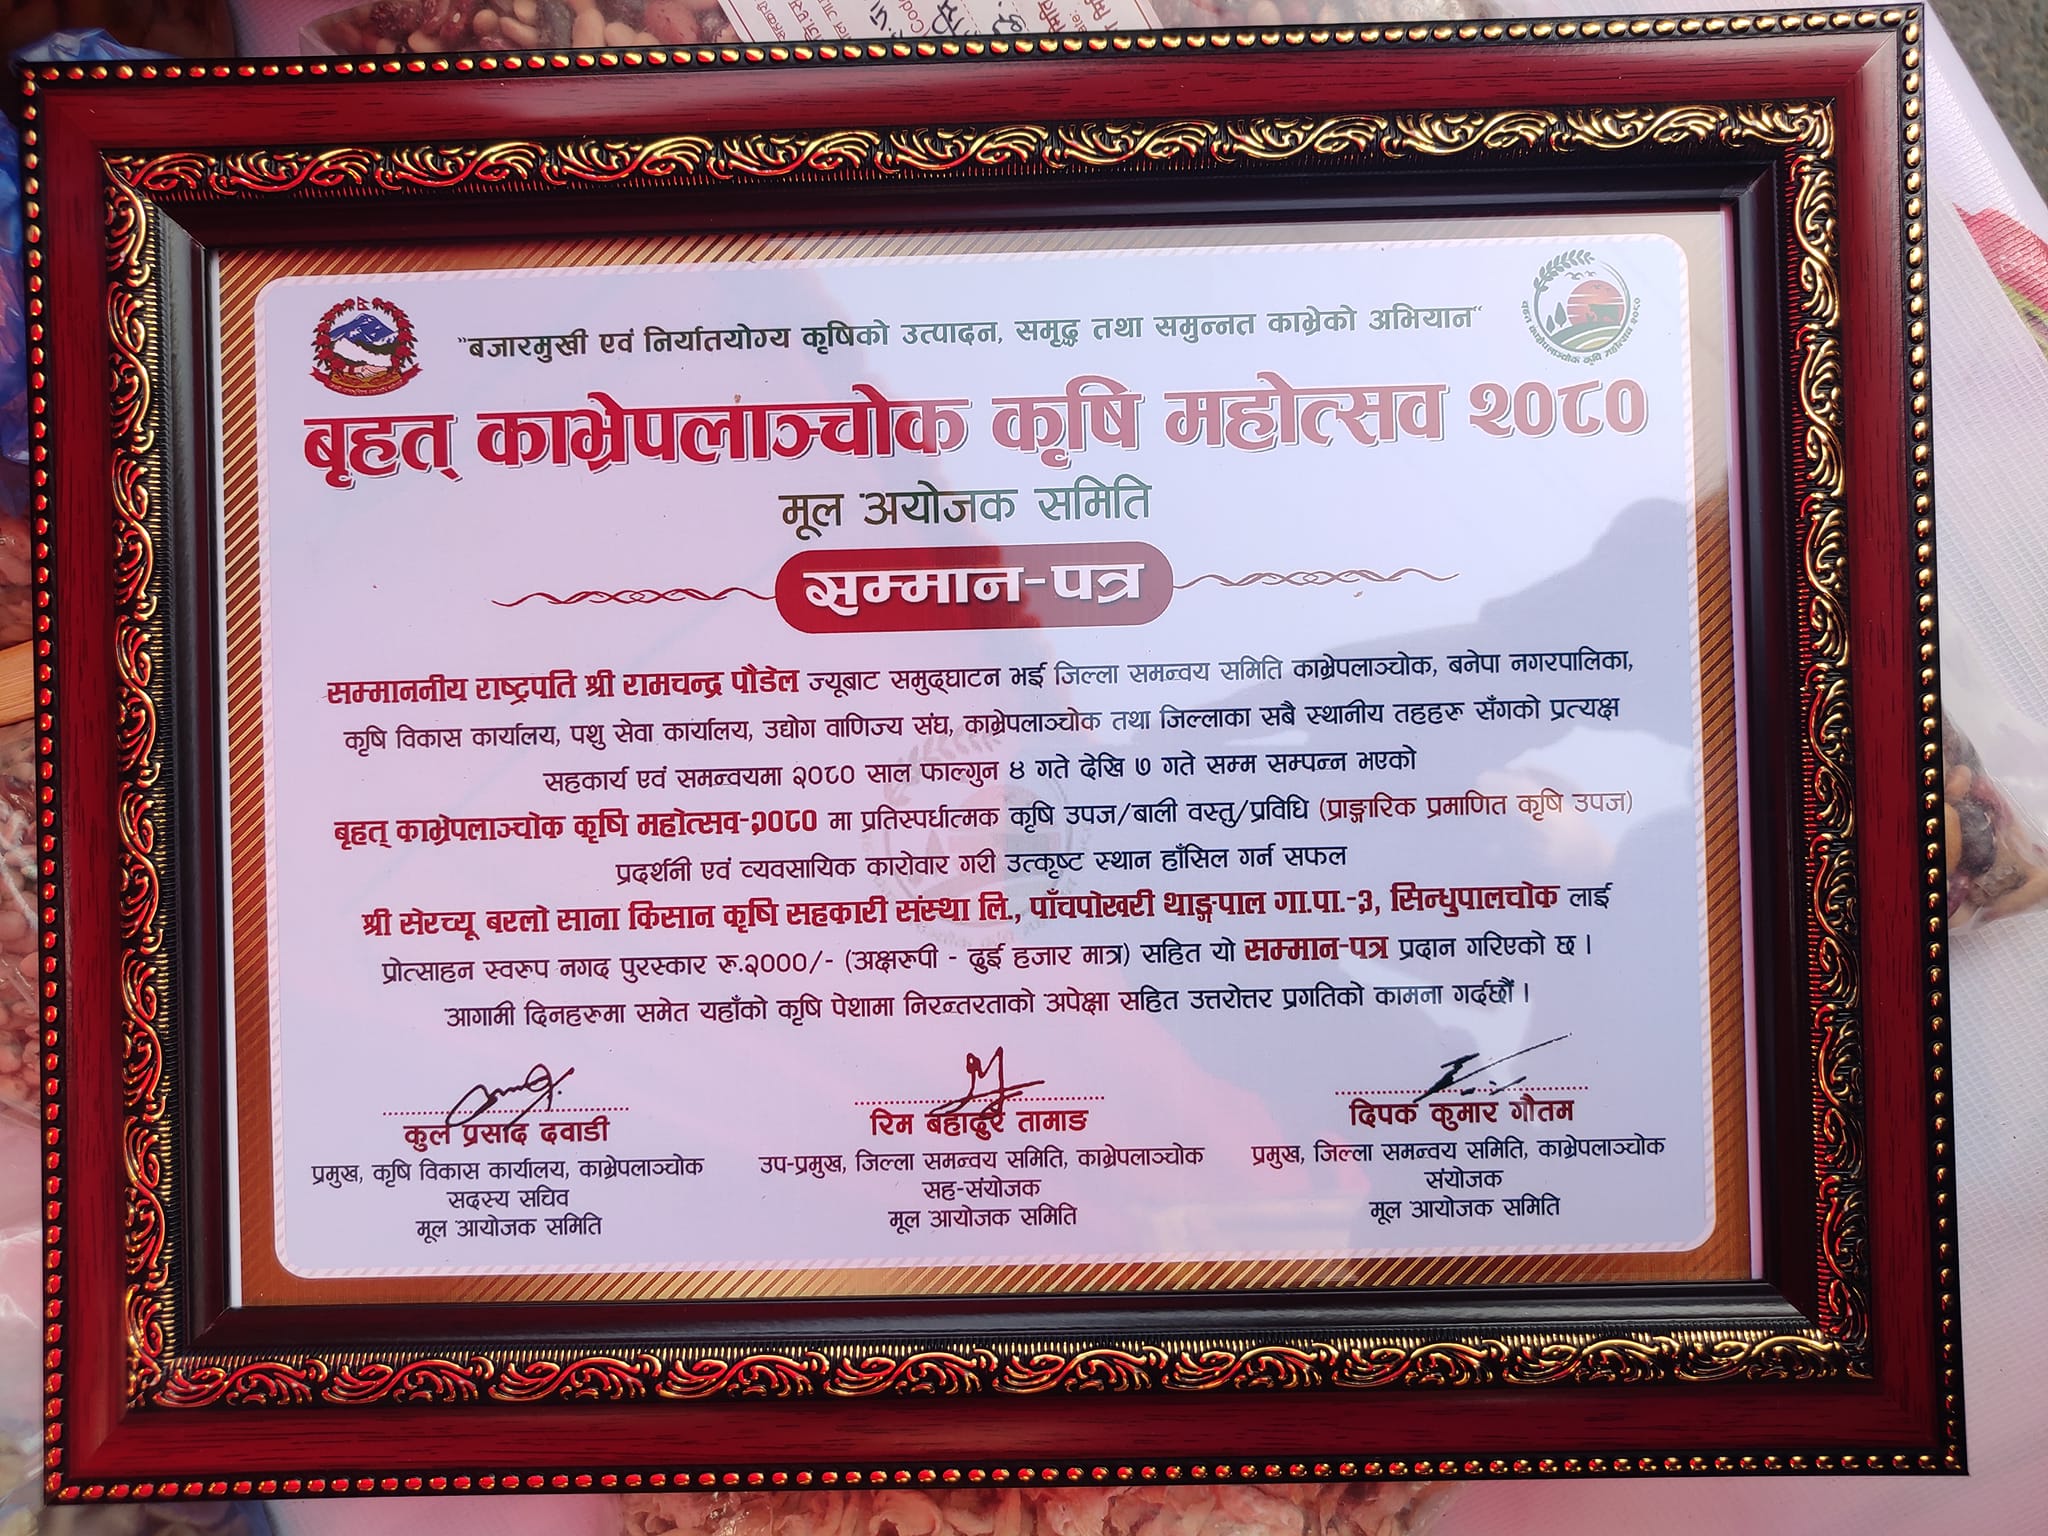 "बजारमुखी एवं निर्यातयोग्य कृषिको उत्पादन, समृद्ध तथा समुन्नत काभ्रेको अभियान"
बृहत् काभ्रेपलाञ्चोक कृषि महोत्सव २०८०
मूल अयोजक समिति
सम्मान-पत्र
सम्माननीय राष्ट्रपति श्री रामचन्द्र पौडेल ज्यूबाट समुद्घाटन भई जिल्ला समन्वय समिति काभ्रेपलाञ्चोक, बनेपा नगरपालिका,
कृषि विकास कार्यालय, पशु सेवा कार्यालय, उद्योग वाणिज्य संघ, काभ्रेपलाञ्चोक तथा जिल्लाका सबै स्थानीय तहहरू सँगको प्रत्यक्ष
सहकार्य एवं समन्वयमा २०८० साल फाल्गुन ४ गते देखि ७ गते सम्म सम्पन्न भएको
बृहत् काभ्रेपलाञ्चोक कृषि महोत्सव-२०८० मा प्रतिस्पर्धात्मक कृषि उपज/बाली वस्तु/प्रविधि (प्राङ्गारिक प्रमाणित कृषि उपज)
प्रदर्शनी एवं व्यवसायिक कारोवार गरी उत्कृष्ट स्थान हाँसिल गर्न सफल
श्री सेरच्यू बरलो साना किसान कृषि सहकारी संस्था लि., पाँचपोखरी थाङ्गपाल गा.पा.-३, सिन्धुपालचोक लाई
प्रोत्साहन स्वरूप नगद पुरस्कार रू.२०००/- (अक्षरूपी - दुई हजार मात्र) सहित यो सम्मान-पत्र प्रदान गरिएको छ ।
आगामी दिनहरूमा समेत यहाँको कृषि पेशामा निरन्तरताको अपेक्षा सहित उत्तरोत्तर प्रगतिको कामना गर्दछौं ।
कुल प्रसाद दवाडी
प्रमुख, कृषि विकास कार्यालय, काभ्रेपलाञ्चोक
सदस्य सचिव
मूल आयोजक समिति
रिम बहादुर तामाङ
उप-प्रमुख, जिल्ला समन्वय समिति, काभ्रेपलाञ्चोक
सह-संयोजक
मूल आयोजक समिति
दिपक कुमार गौतम
प्रमुख, जिल्ला समन्वय समिति, काभ्रेपलाञ्चोक
संयोजक
मूल आयोजक समिति